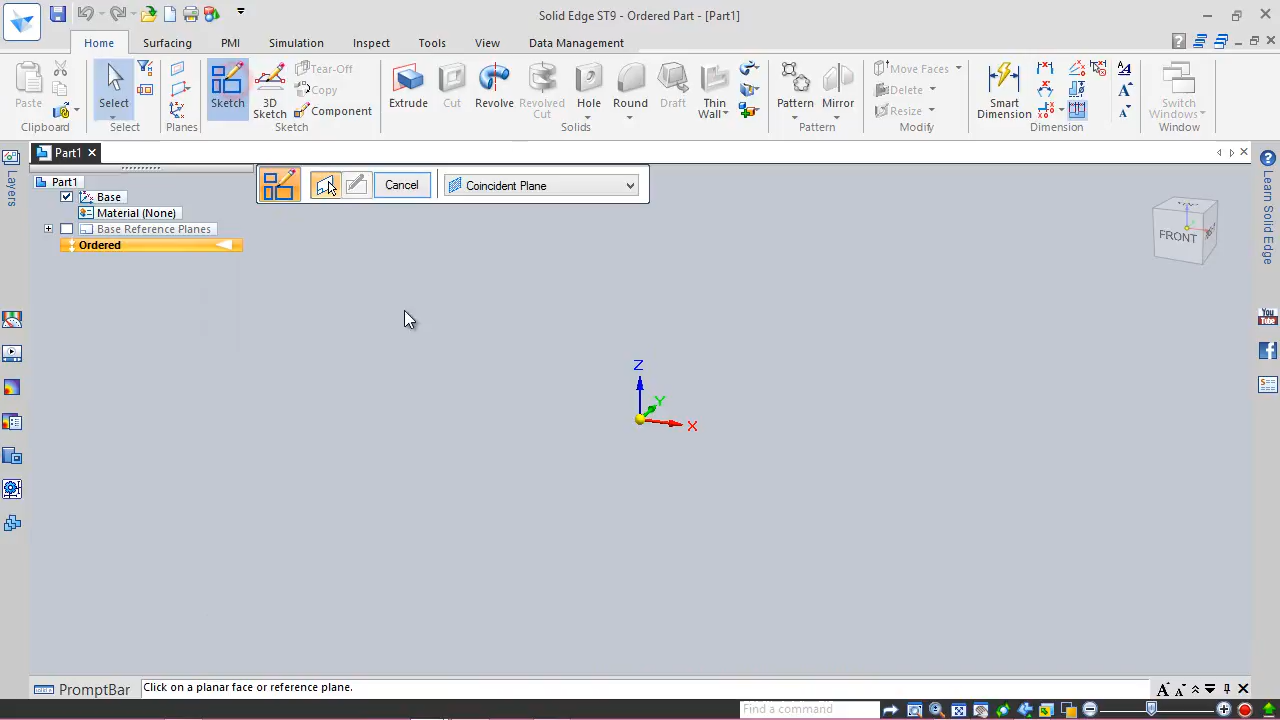 Solid Edge ST9 - Ordered Part - [Part1]
Home Surfacing PMI Simulation Inspect Tools View Data Management
Paste
Clipboard
Select
Select
Planes
Sketch
3D Sketch
Tear-Off
Copy
Component
Sketch
Extrude
Cut
Revolve
Revolved Cut
Hole
Round
Draft
Thin Wall
Solids
Pattern
Mirror
Pattern
Move Faces
Delete
Resize
Modify
Smart Dimension
Dimension
Switch Windows
Window
Part1
Layers
Part1
Base
Material (None)
Base Reference Planes
Ordered
Cancel
Coincident Plane
FRONT
Learn Solid Edge
You Tube
Z
Y
X
PromptBar
Click on a planar face or reference plane.
Find a command